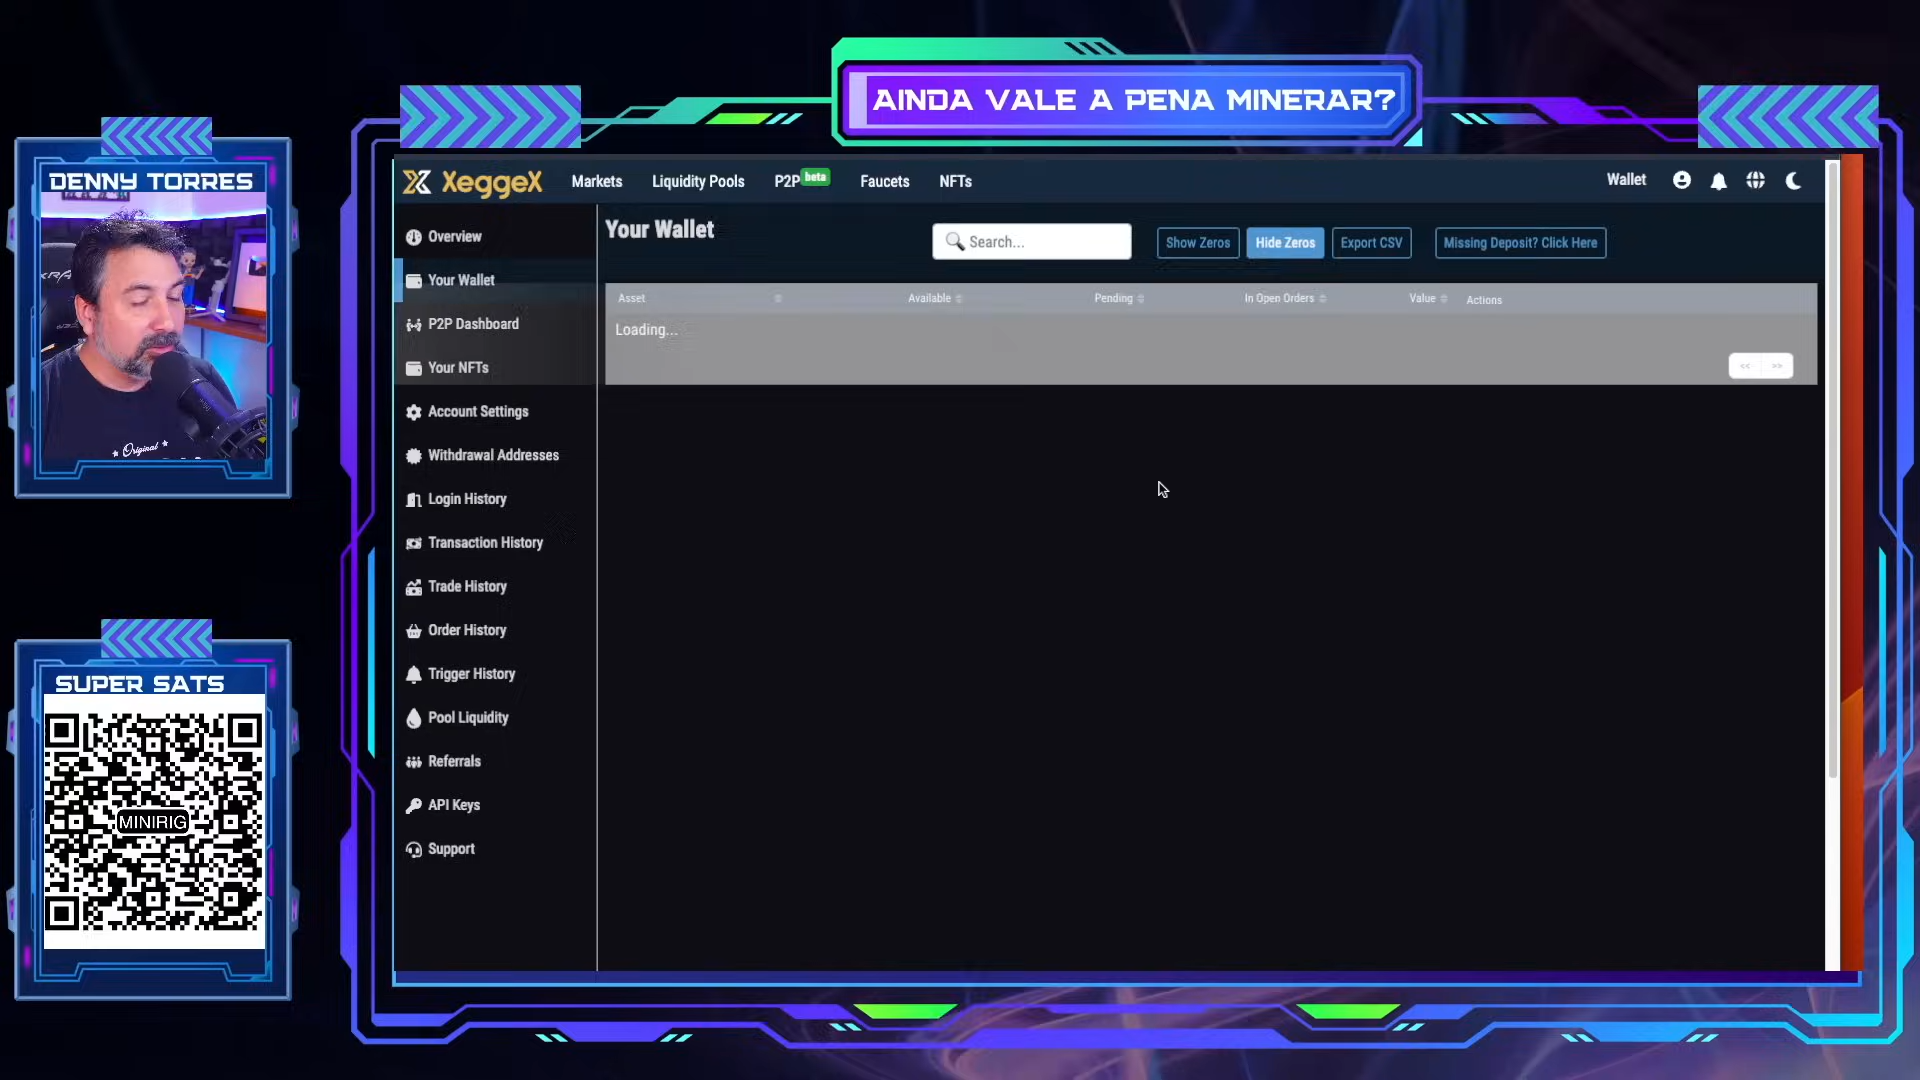 AINDA VALE A PENA MINERAR?
DENNY TORRES
Original
SUPER SATS
MINIRIG
XeggeX
Markets
Liquidity Pools
P2P beta
Faucets
NFTs
Wallet
Overview
Your Wallet
P2P Dashboard
Your NFTs
Account Settings
Withdrawal Addresses
Login History
Transaction History
Trade History
Order History
Trigger History
Pool Liquidity
Referrals
API Keys
Support
Your Wallet
Search...
Show Zeros
Hide Zeros
Export CSV
Missing Deposit? Click Here
Asset
Available
Pending
In Open Orders
Value
Actions
Loading...
<< >>